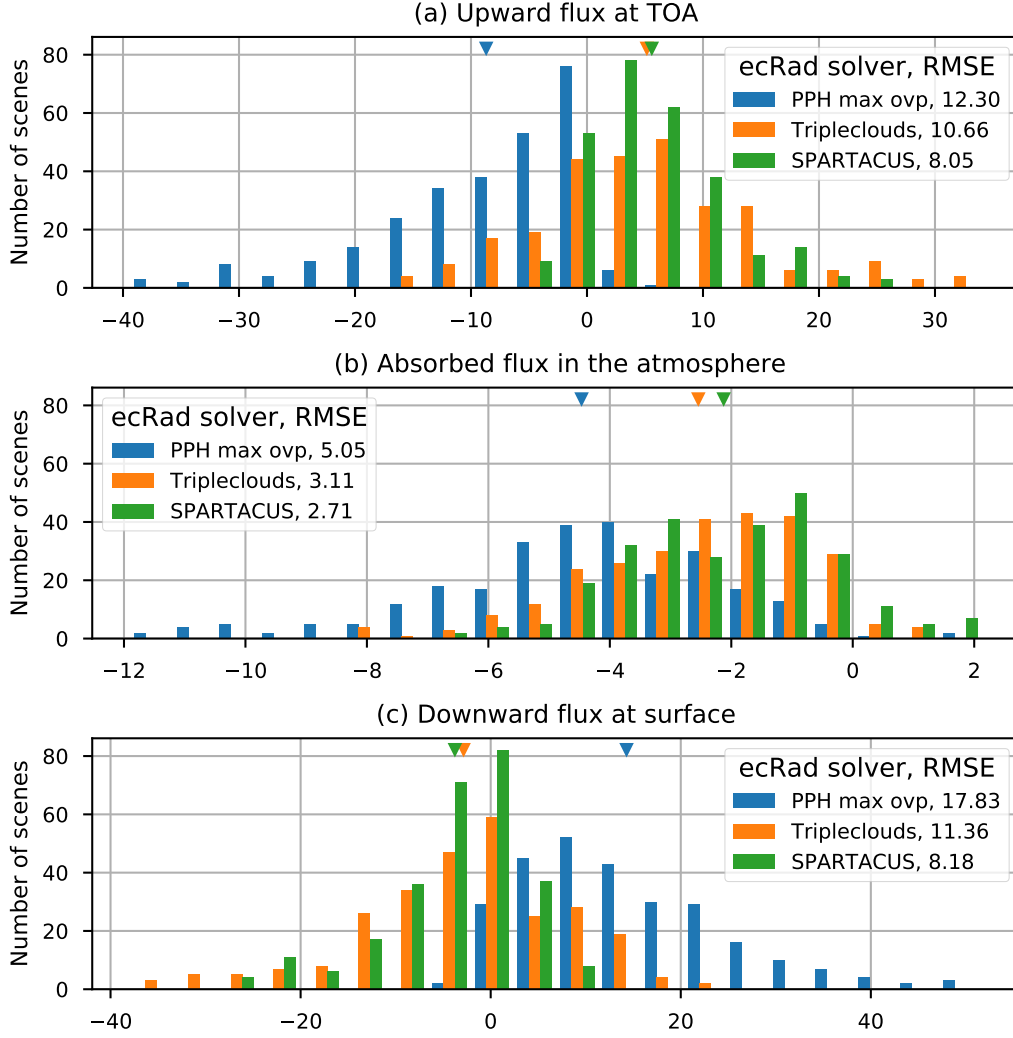 (a) Upward flux at TOA
Number of scenes
80
60
40
20
0
ecRad solver, RMSE
PPH max ovp, 12.30
Tripleclouds, 10.66
SPARTACUS, 8.05
−40 −30 −20 −10 0 10 20 30
(b) Absorbed flux in the atmosphere
Number of scenes
80
60
40
20
0
ecRad solver, RMSE
PPH max ovp, 5.05
Tripleclouds, 3.11
SPARTACUS, 2.71
−12 −10 −8 −6 −4 −2 0 2
(c) Downward flux at surface
Number of scenes
80
60
40
20
0
ecRad solver, RMSE
PPH max ovp, 17.83
Tripleclouds, 11.36
SPARTACUS, 8.18
−40 −20 0 20 40